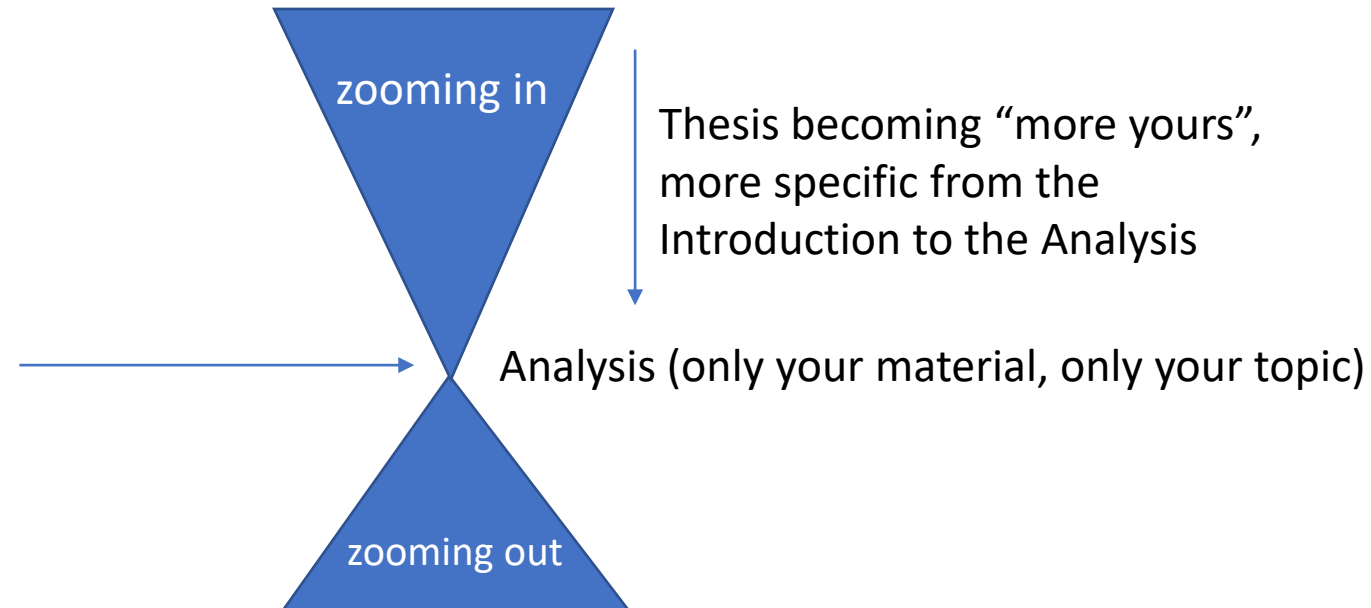 zooming in
Thesis becoming “more yours”,
more specific from the
Introduction to the Analysis
Analysis (only your material, only your topic)
zooming out